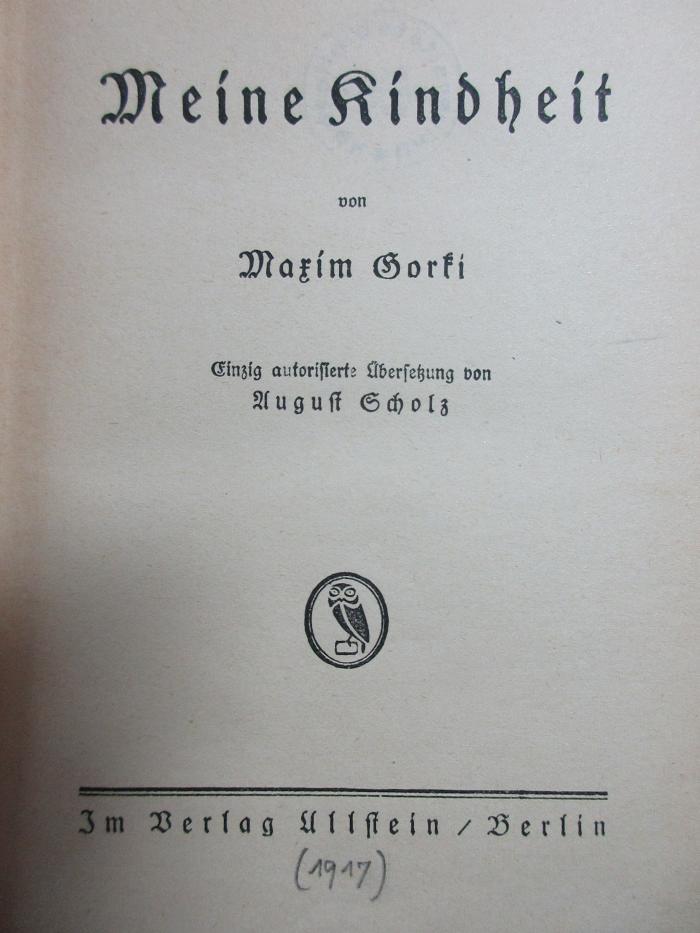 Meine Kindheit
von
Maxim Gorki
Einzig autorisierte Übersetzung von
August Scholz
Im Verlag Ullstein / Berlin
(1917)